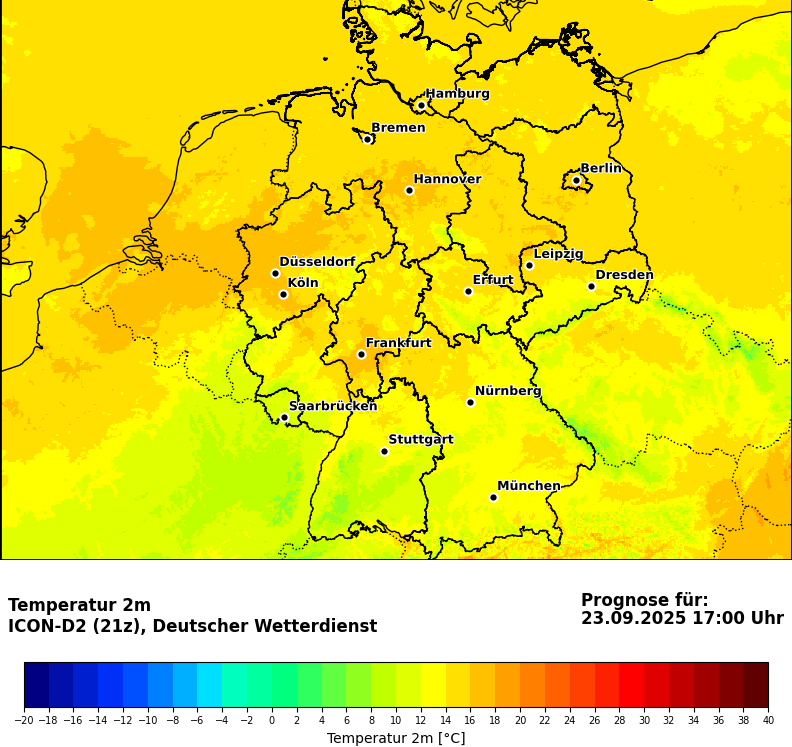 Hamburg
Bremen
Berlin
Hannover
Leipzig
Düsseldorf
Dresden
Erfurt
Köln
Frankfurt
Nürnberg
Saarbrücken
Stuttgart
München
Temperatur 2m
ICON-D2 (21z), Deutscher Wetterdienst
Prognose für:
23.09.2025 17:00 Uhr
−20 −18 −16 −14 −12 −10 −8 −6 −4 −2 0 2 4 6 8 10 12 14 16 18 20 22 24 26 28 30 32 34 36 38 40
Temperatur 2m [°C]